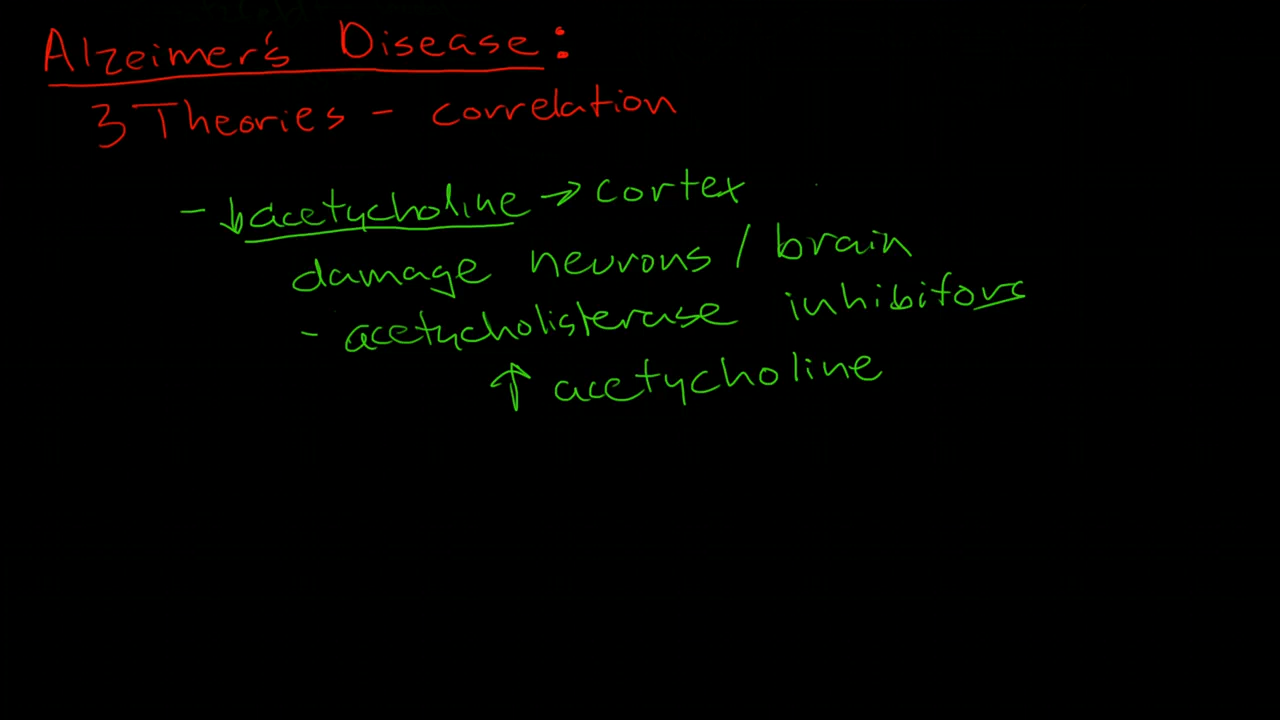 Alzeimer's Disease:
3 Theories - correlation
- ↓acetycholine → cortex
damage neurons / brain
- acetycholisterase inhibitors
↑ acetycholine